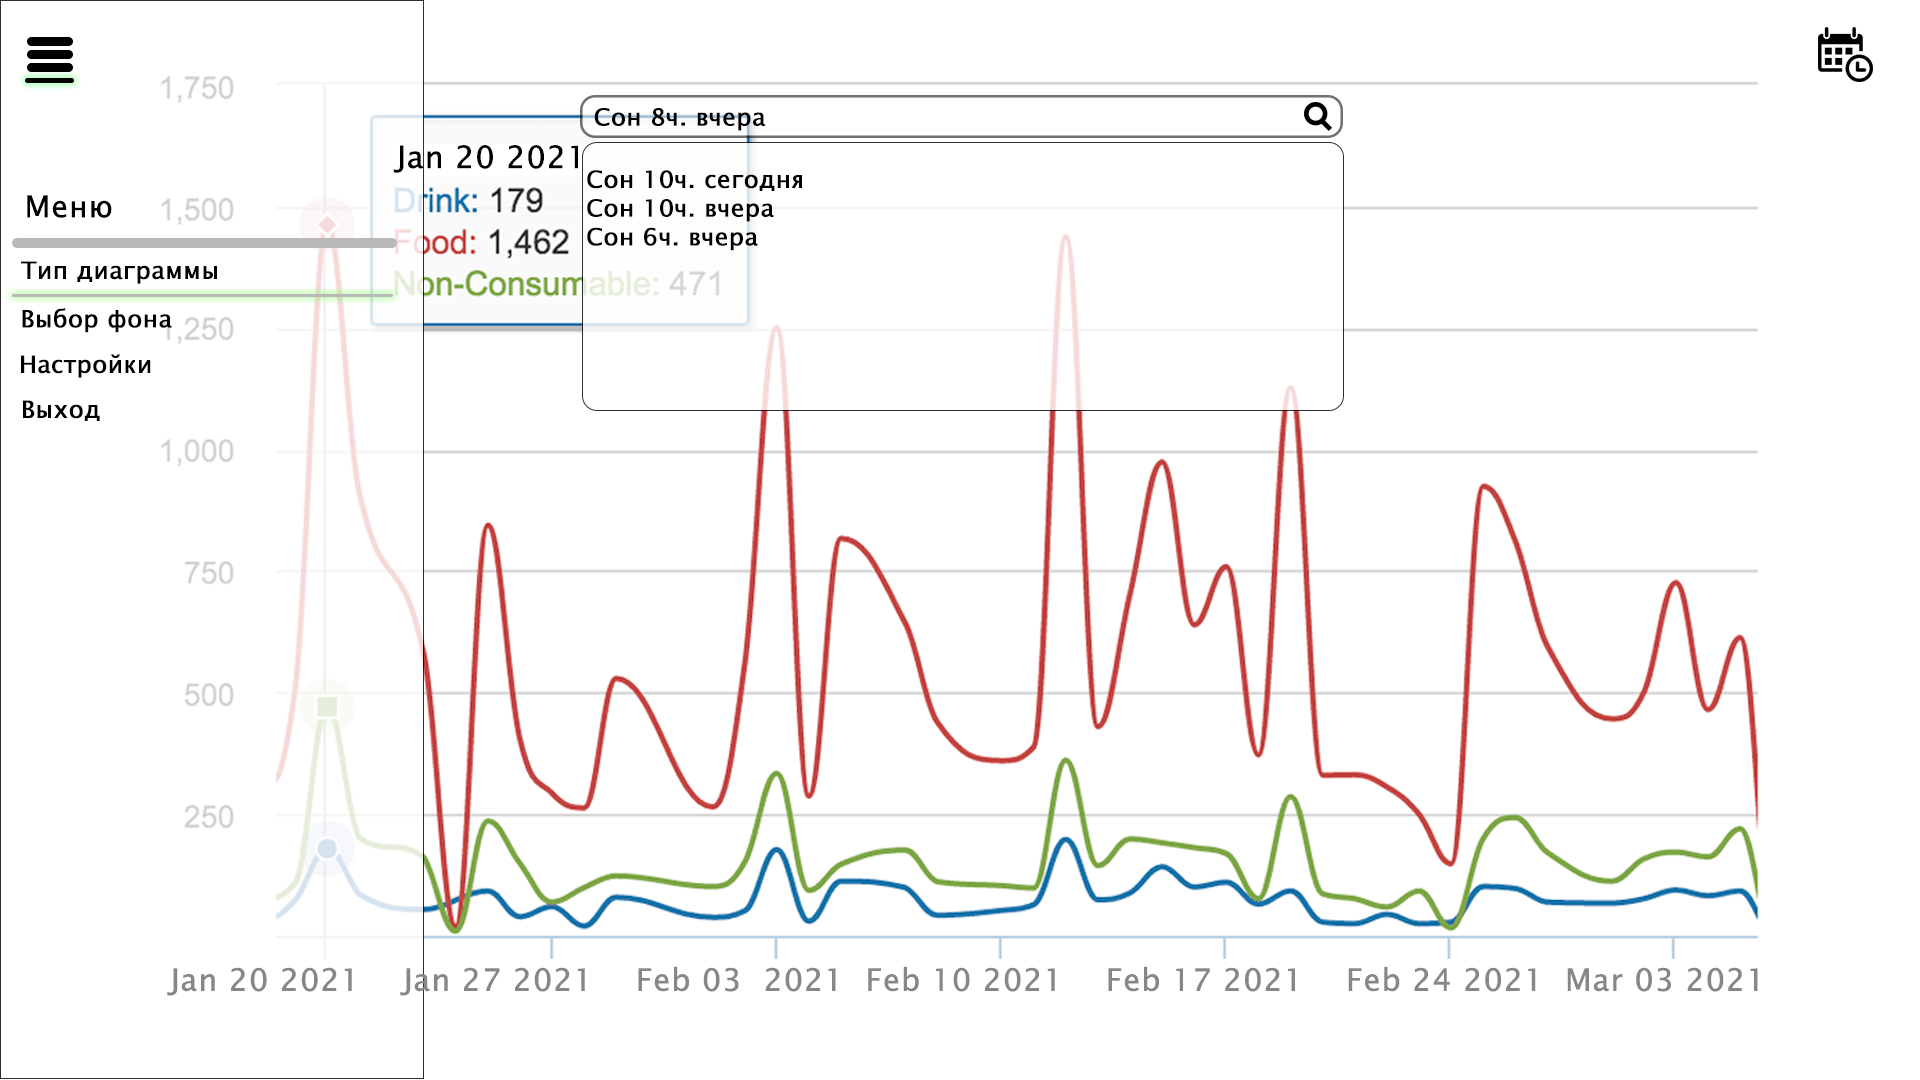 Сон 8ч. вчера
Сон 10ч. сегодня
Сон 10ч. вчера
Сон 6ч. вчера
Меню
Тип диаграммы
Выбор фона
Настройки
Выход
Jan 20 2021
Drink: 179
Food: 1,462
Non-Consumable: 471
1,750
1,500
1,250
1,000
750
500
250
Jan 20 2021
Jan 27 2021
Feb 03 2021
Feb 10 2021
Feb 17 2021
Feb 24 2021
Mar 03 2021